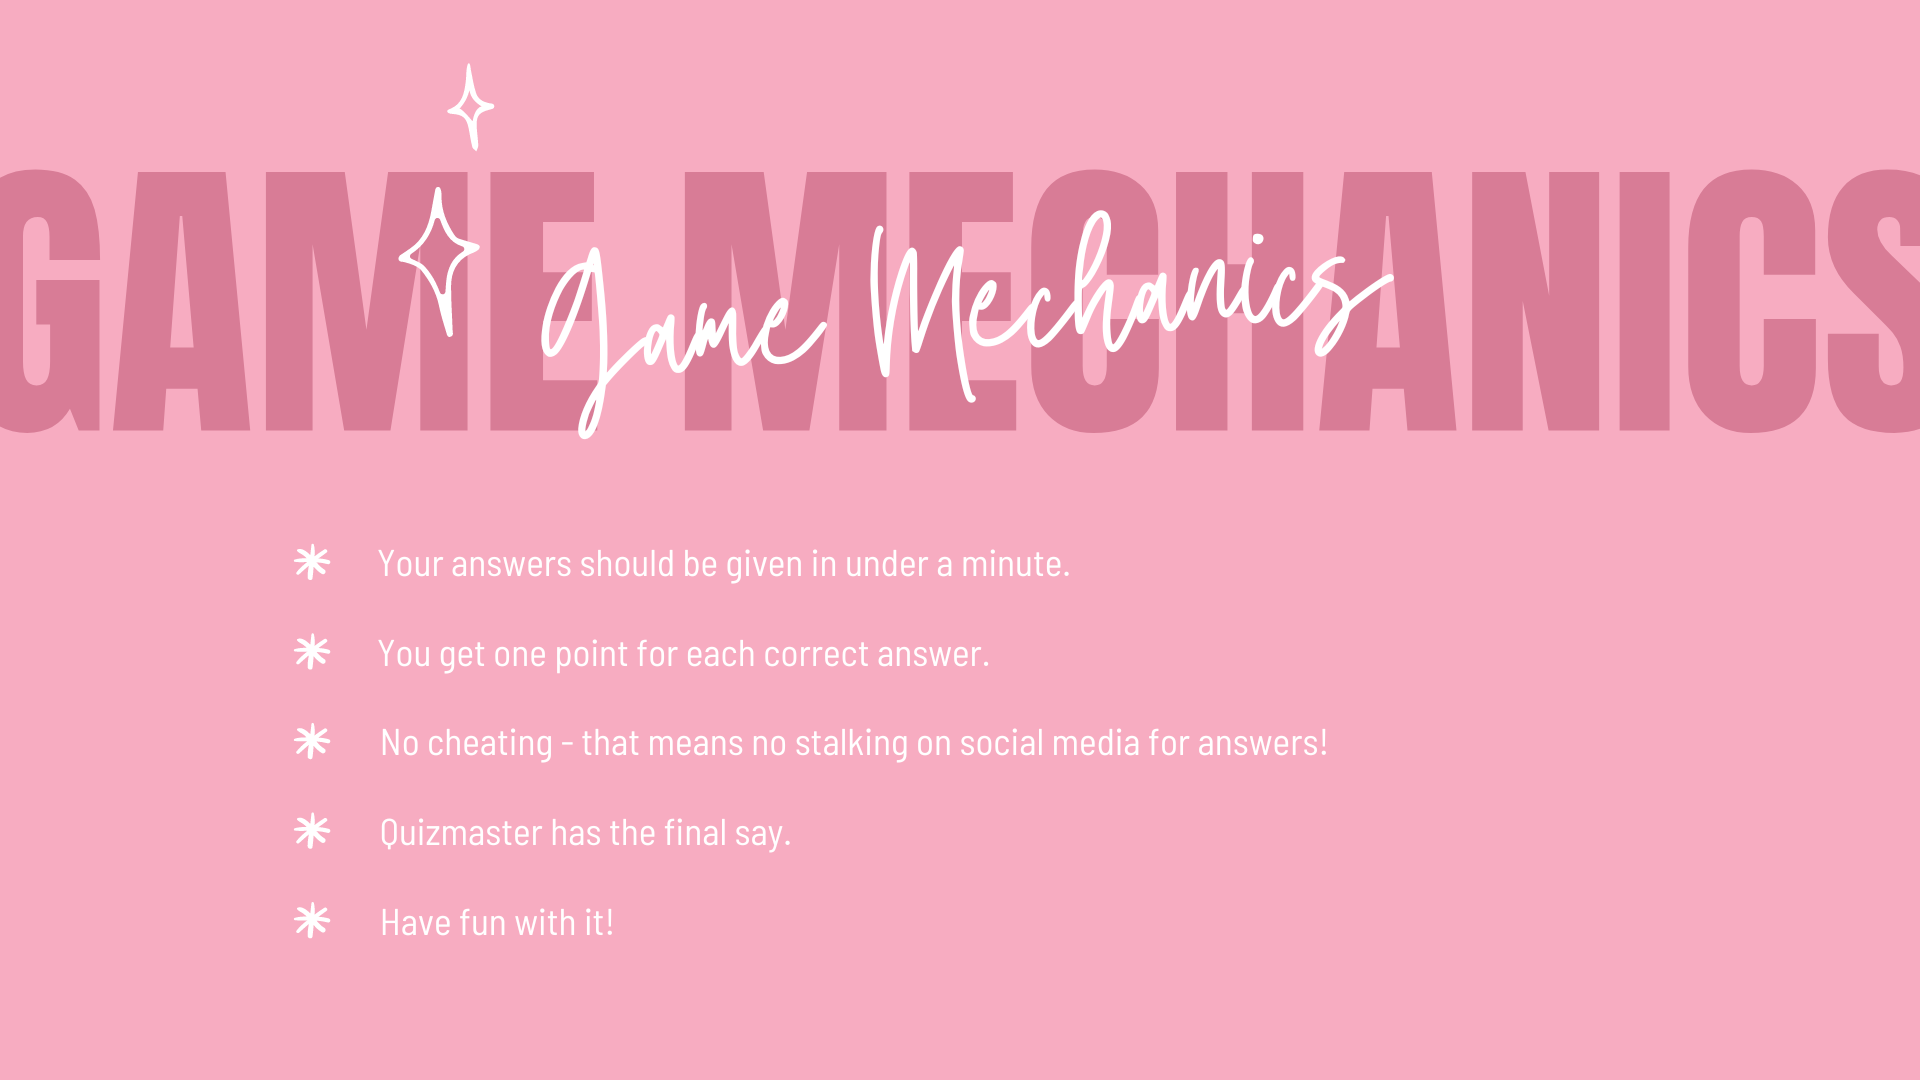 GAME MECHANICS
Game Mechanics
Your answers should be given in under a minute.
You get one point for each correct answer.
No cheating - that means no stalking on social media for answers!
Quizmaster has the final say.
Have fun with it!